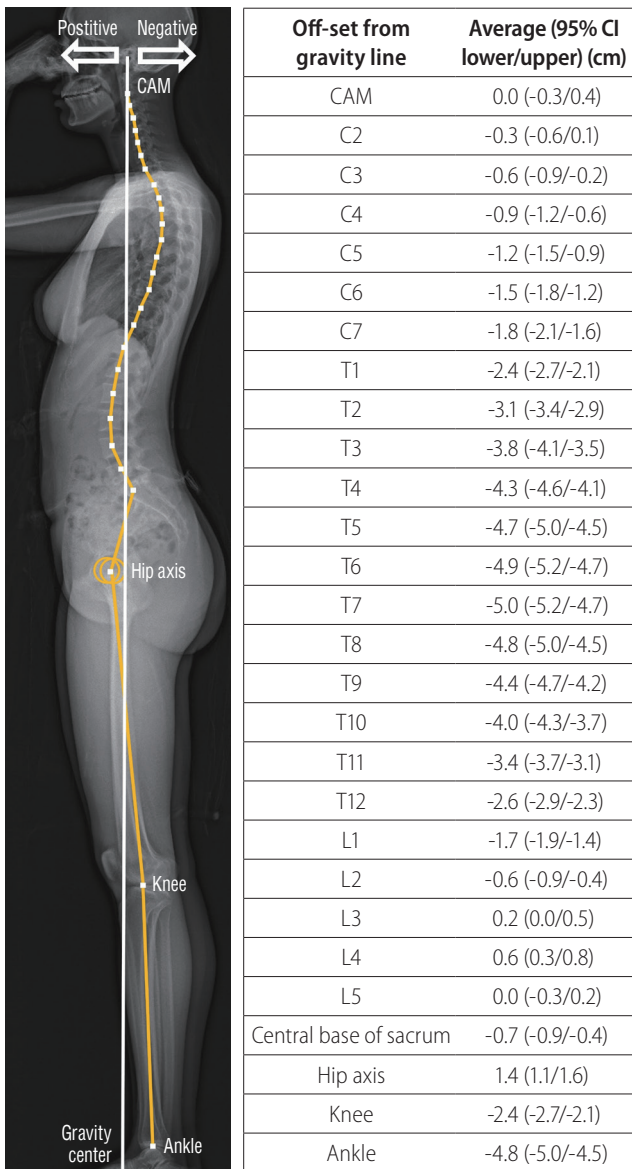 Postitive Negative
CAM
Hip axis
Knee
Gravity
center
Ankle
Off-set from
gravity line
Average (95% CI
lower/upper) (cm)
CAM 0.0 (-0.3/0.4)
C2 -0.3 (-0.6/0.1)
C3 -0.6 (-0.9/-0.2)
C4 -0.9 (-1.2/-0.6)
C5 -1.2 (-1.5/-0.9)
C6 -1.5 (-1.8/-1.2)
C7 -1.8 (-2.1/-1.6)
T1 -2.4 (-2.7/-2.1)
T2 -3.1 (-3.4/-2.9)
T3 -3.8 (-4.1/-3.5)
T4 -4.3 (-4.6/-4.1)
T5 -4.7 (-5.0/-4.5)
T6 -4.9 (-5.2/-4.7)
T7 -5.0 (-5.2/-4.7)
T8 -4.8 (-5.0/-4.5)
T9 -4.4 (-4.7/-4.2)
T10 -4.0 (-4.3/-3.7)
T11 -3.4 (-3.7/-3.1)
T12 -2.6 (-2.9/-2.3)
L1 -1.7 (-1.9/-1.4)
L2 -0.6 (-0.9/-0.4)
L3 0.2 (0.0/0.5)
L4 0.6 (0.3/0.8)
L5 0.0 (-0.3/0.2)
Central base of sacrum -0.7 (-0.9/-0.4)
Hip axis 1.4 (1.1/1.6)
Knee -2.4 (-2.7/-2.1)
Ankle -4.8 (-5.0/-4.5)